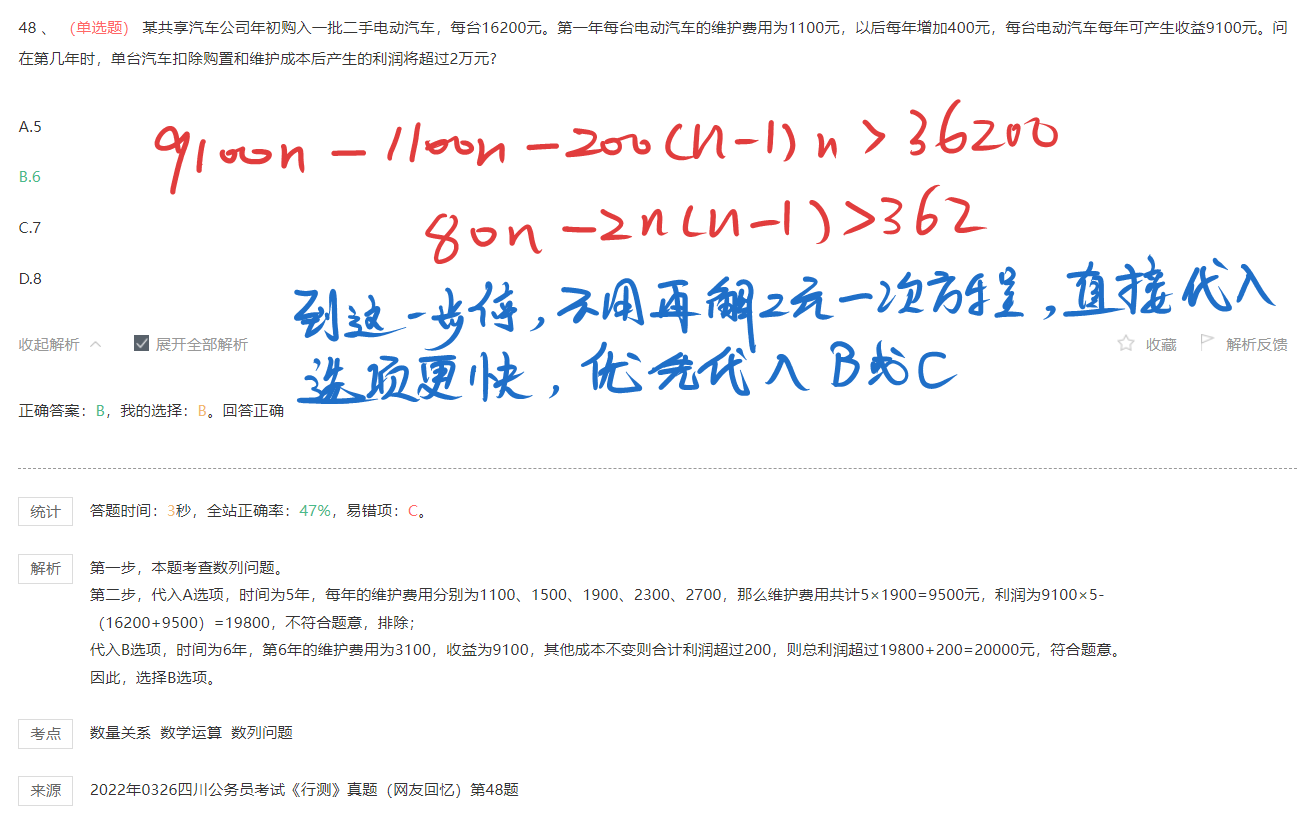 48 、 （单选题） 某共享汽车公司年初购入一批二手电动汽车，每台16200元。第一年每台电动汽车的维护费用为1100元，以后每年增加400元，每台电动汽车每年可产生收益9100元。问
在第几年时，单台汽车扣除购置和维护成本后产生的利润将超过2万元?
A.5
9100n - 1100n - 200(n-1)n > 36200
B.6
C.7
80n - 2n(n-1) > 362
D.8
到这一步停，不用再解2元一次方程，直接代入
收起解析 展开全部解析 收藏 解析反馈
选项更快，优先代入B或C
正确答案：B，我的选择：B。回答正确
统计 答题时间：3秒，全站正确率：47%，易错项：C。
解析 第一步，本题考查数列问题。
第二步，代入A选项，时间为5年，每年的维护费用分别为1100、1500、1900、2300、2700，那么维护费用共计5×1900=9500元，利润为9100×5-
（16200+9500）=19800，不符合题意，排除；
代入B选项，时间为6年，第6年的维护费用为3100，收益为9100，其他成本不变则合计利润超过200，则总利润超过19800+200=20000元，符合题意。
因此，选择B选项。
考点 数量关系 数学运算 数列问题
来源 2022年0326四川公务员考试《行测》真题（网友回忆）第48题